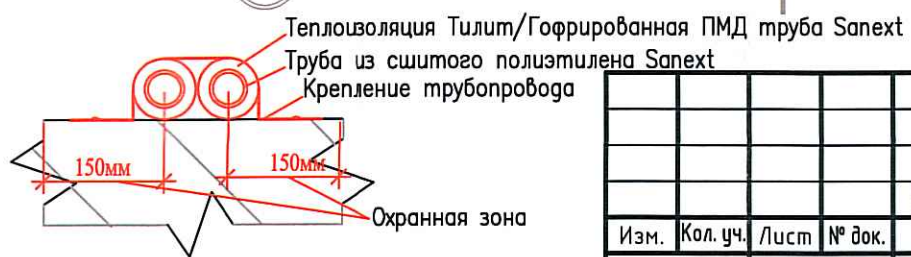 Теплоизоляция Тилит/Гофрированная ПМД труба Sanext
Труба из сшитого полиэтилена Sanext
Крепление трубопровода
150мм
150мм
Охранная зона
Изм. Кол. уч. Лист № док.